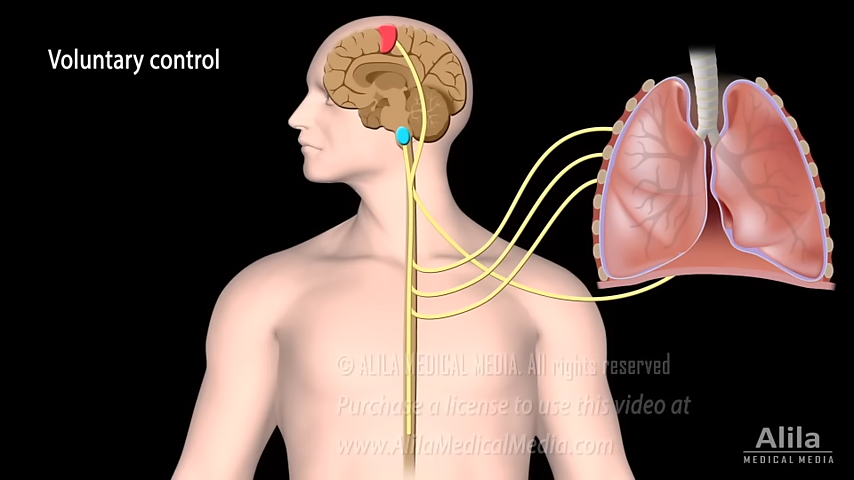 Voluntary control
© ALILA MEDICAL MEDIA. All rights reserved
Purchase a license to use this video at
www.AlilaMedicalMedia.com
Alila
MEDICAL MEDIA